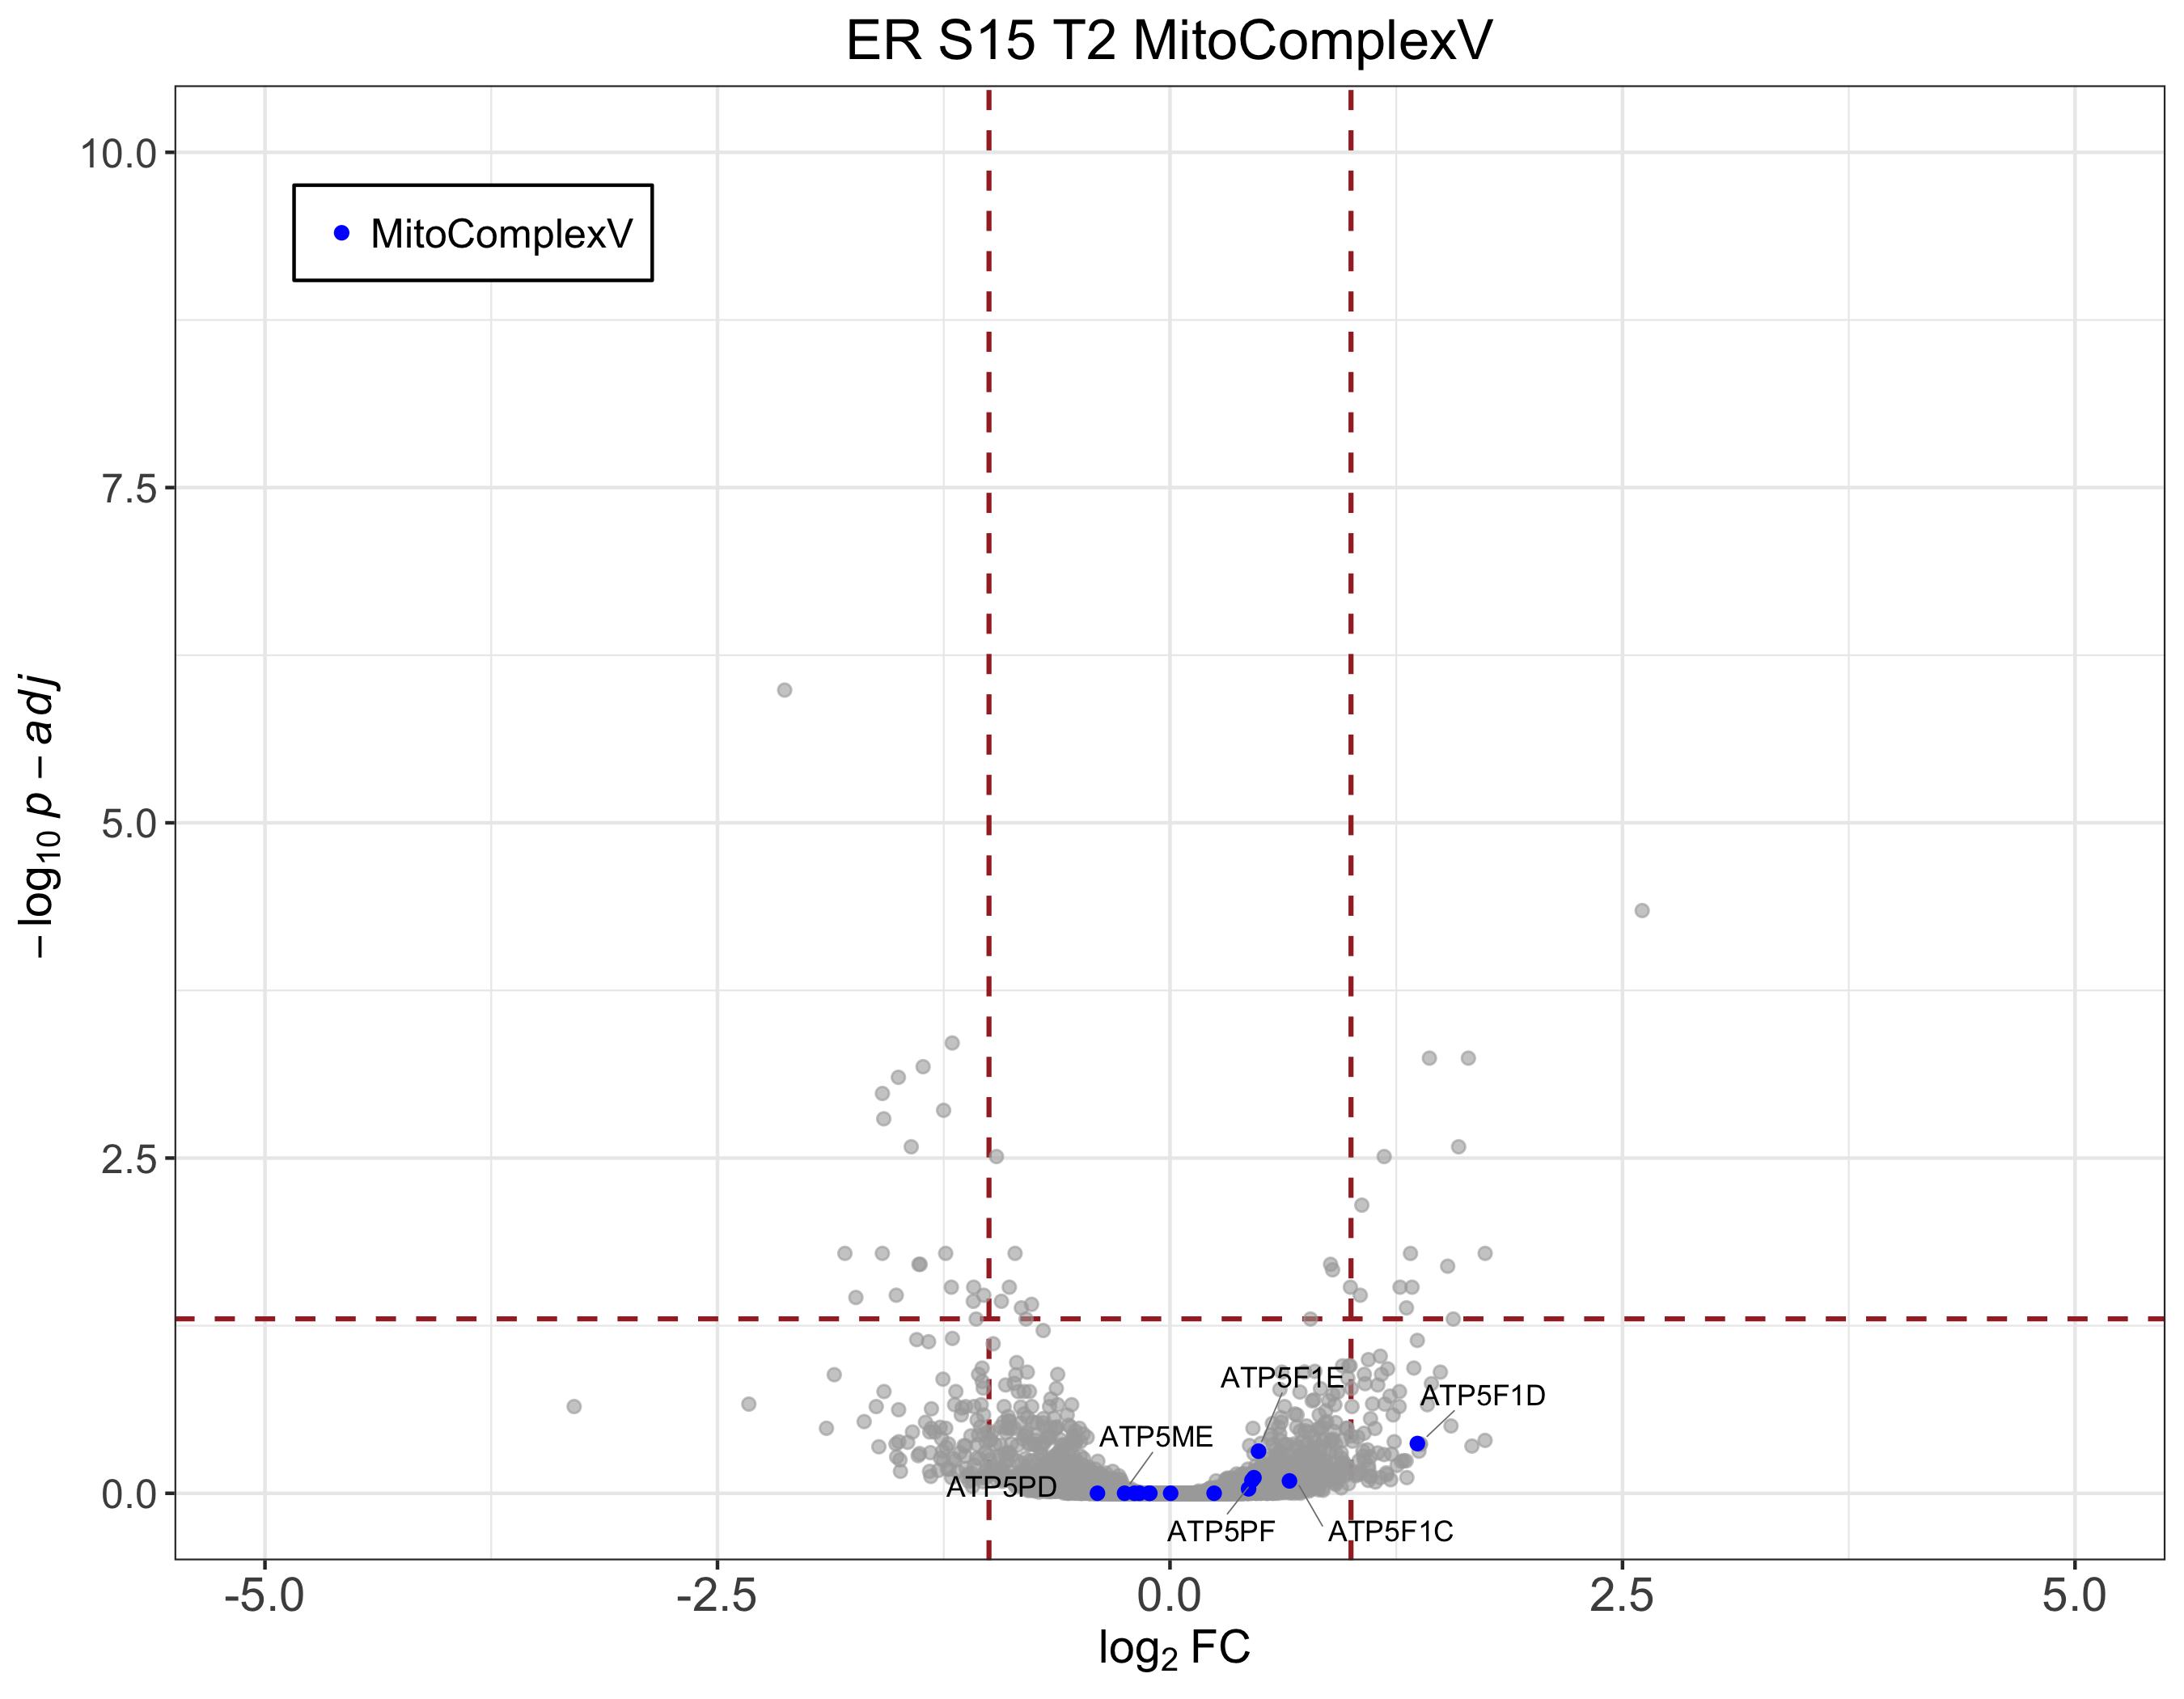 ER S15 T2 MitoComplexV
10.0
MitoComplexV
7.5
−log10 p − adj
5.0
2.5
ATP5F1E
ATP5F1D
ATP5ME
ATP5PD
0.0
ATP5PF
ATP5F1C
-5.0 -2.5 0.0 2.5 5.0
log2 FC